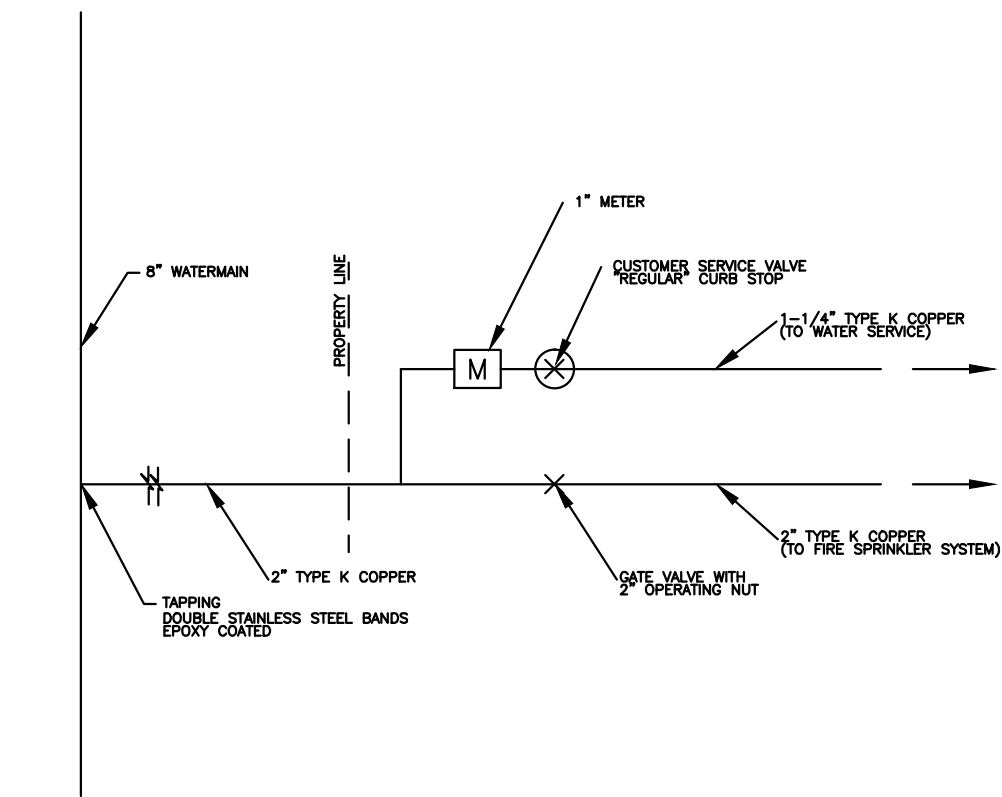 1" METER
8" WATERMAIN
PROPERTY LINE
CUSTOMER SERVICE VALVE
"REGULAR" CURB STOP
1-1/4" TYPE K COPPER
(TO WATER SERVICE)
M
2" TYPE K COPPER
(TO FIRE SPRINKLER SYSTEM)
2" TYPE K COPPER
GATE VALVE WITH
2" OPERATING NUT
TAPPING
DOUBLE STAINLESS STEEL BANDS
EPOXY COATED